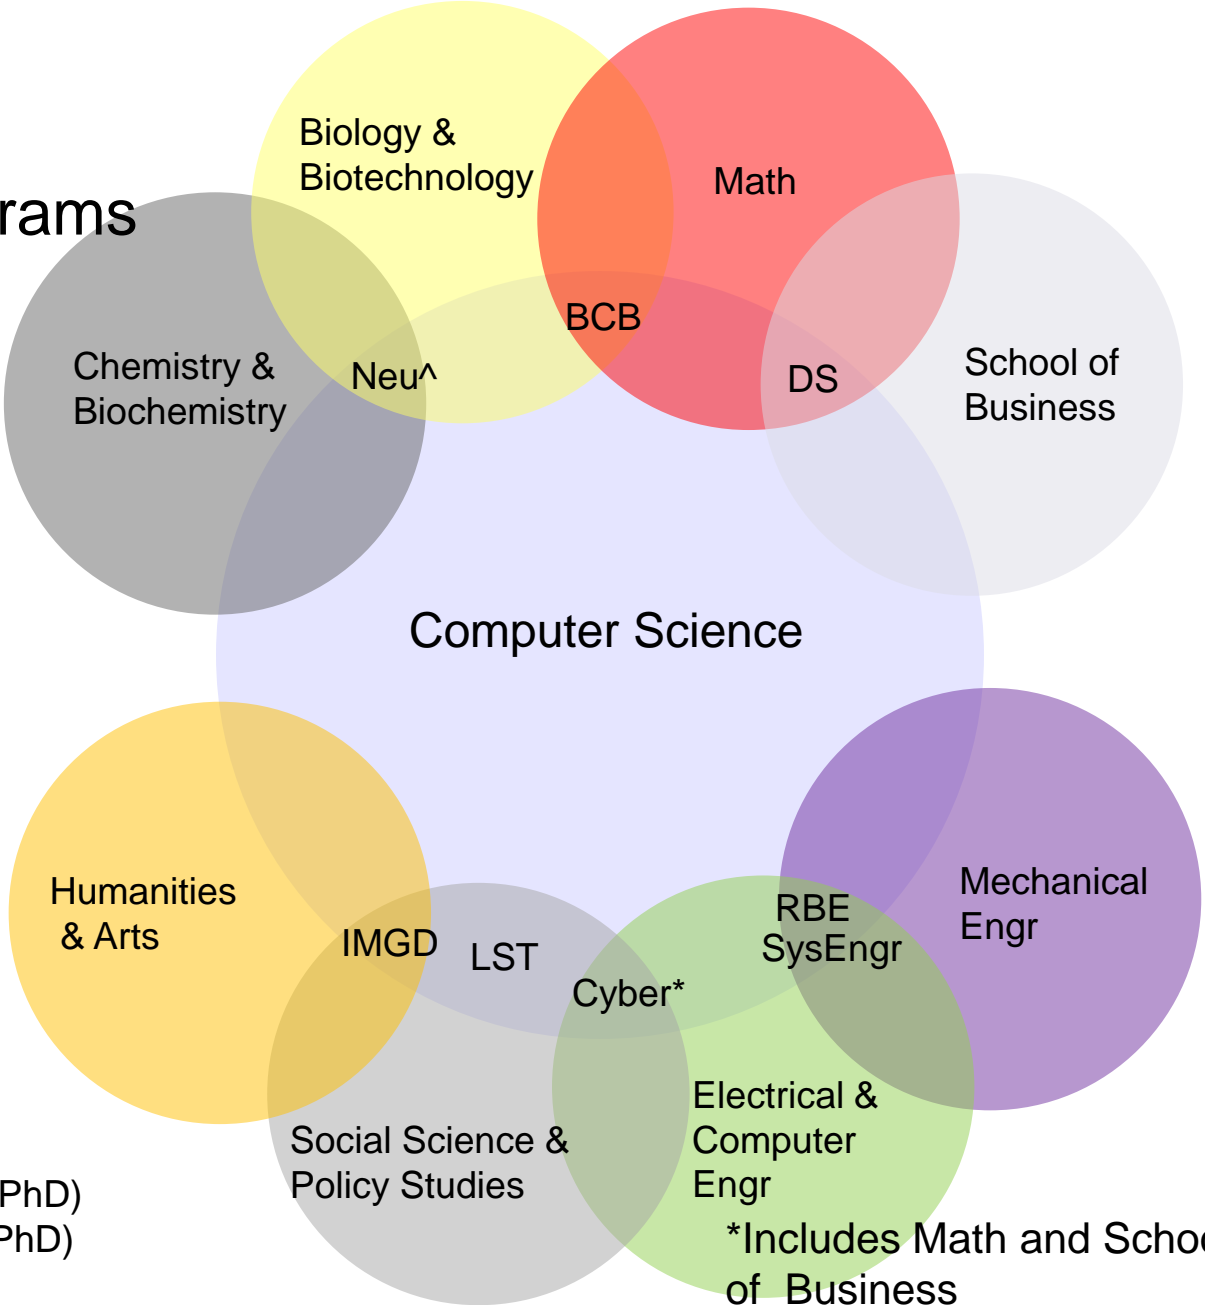 Biology &
Biotechnology
Math
rams
BCB
Chemistry &
Biochemistry
Neu^
DS
School of
Business
Computer Science
Humanities
& Arts
IMGD
LST
Cyber*
RBE
SysEngr
Mechanical
Engr
Electrical &
Computer
Engr
Social Science &
Policy Studies
PhD)
PhD)
*Includes Math and Schoo
of Business